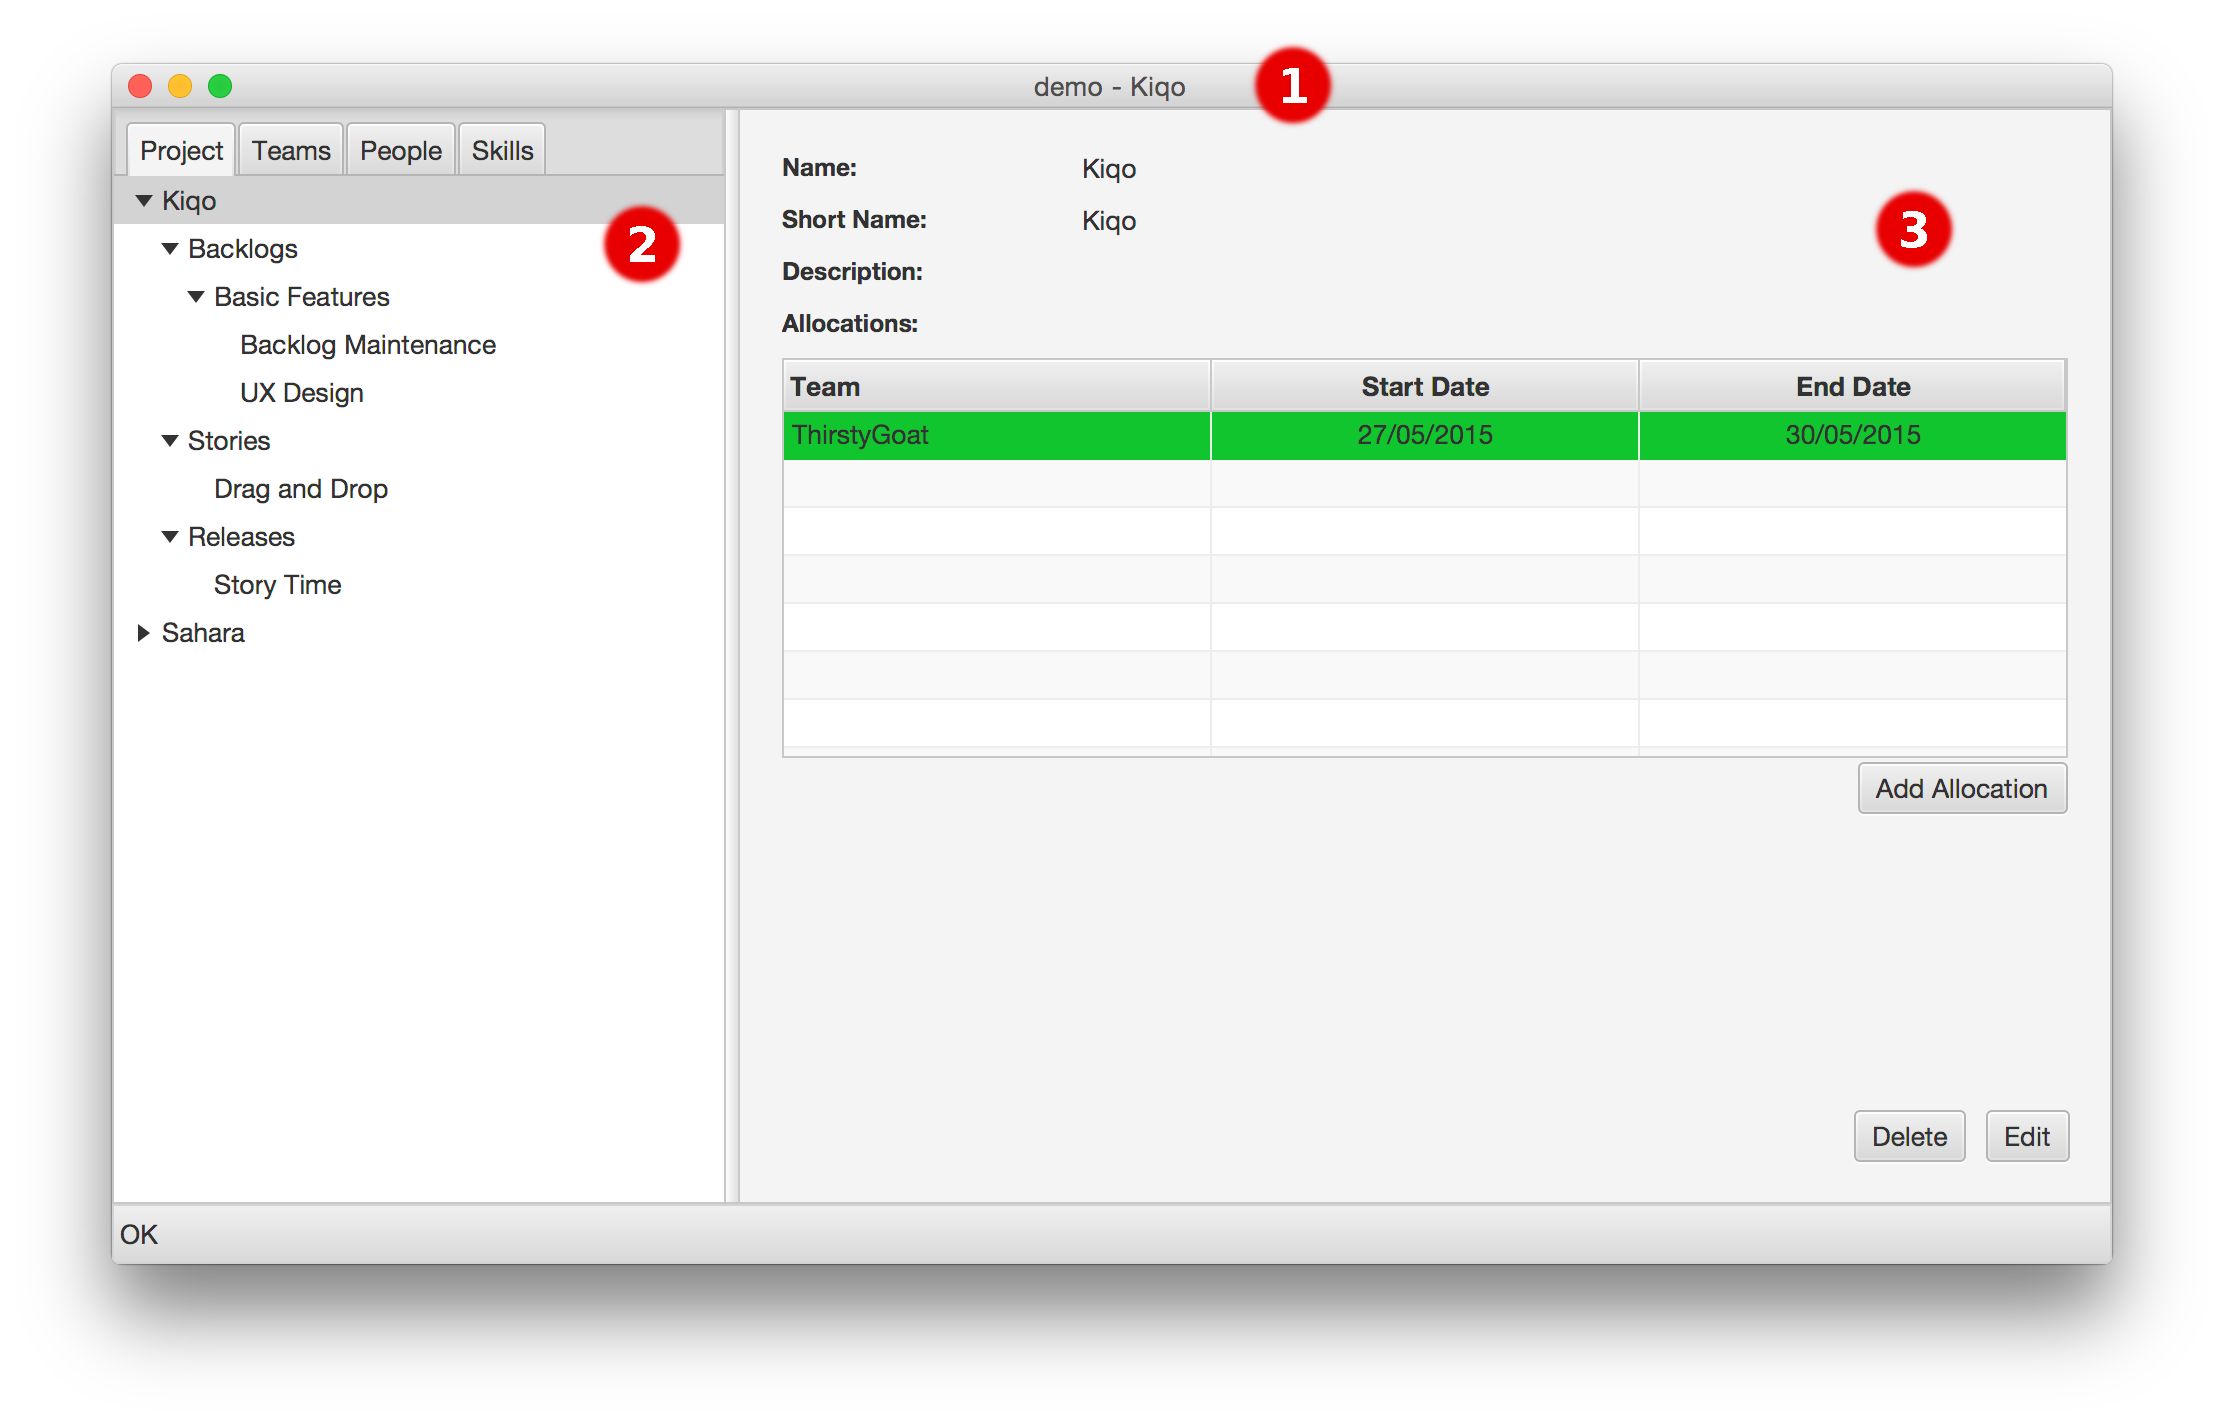 demo - Kiqo
1
Project Teams People Skills
Kiqo
2
Backlogs
Basic Features
Backlog Maintenance
UX Design
Stories
Drag and Drop
Releases
Story Time
Sahara
Name: Kiqo
3
Short Name: Kiqo
Description:
Allocations:
Team Start Date End Date
ThirstyGoat 27/05/2015 30/05/2015
Add Allocation
Delete Edit
OK